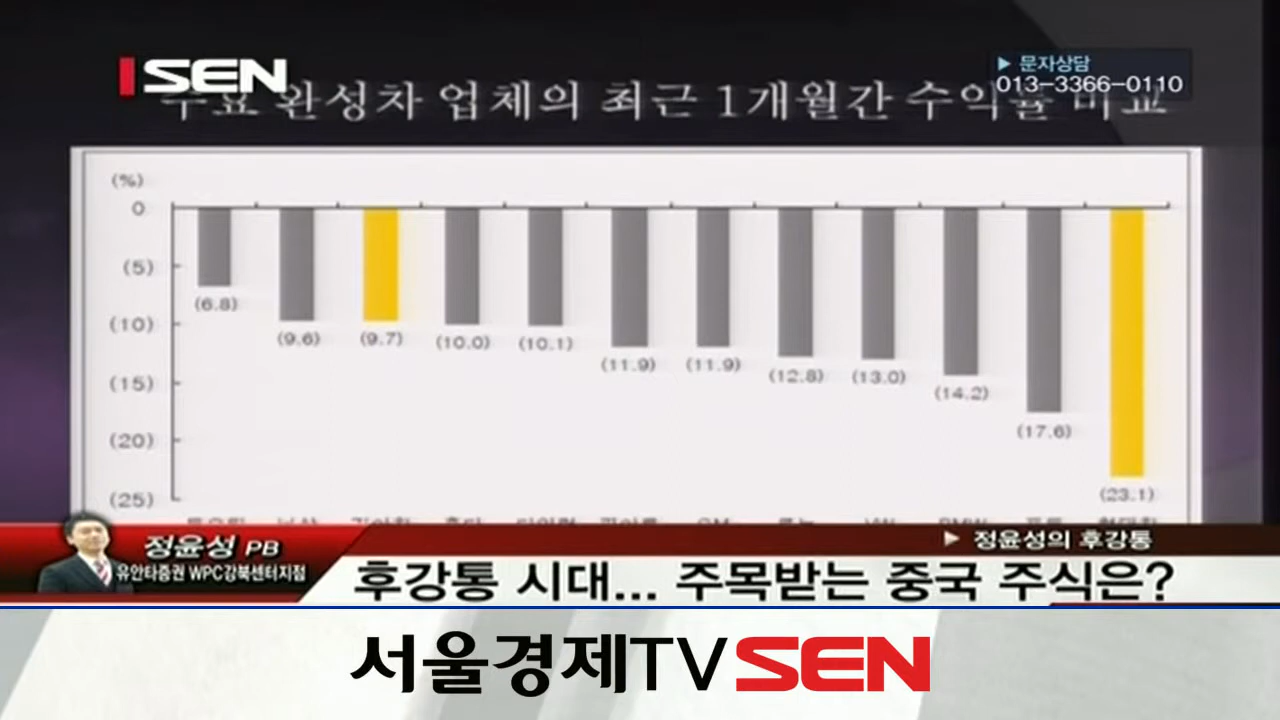 SEN
▶ 문자상담
013-3366-0110
주요 완성차 업체의 최근 1개월간 수익률 비교
(%)
0
(5)
(10)
(15)
(20)
(25)
(6.8)
(9.6)
(9.7)
(10.0)
(10.1)
(11.9)
(11.9)
(12.8)
(13.0)
(14.2)
(17.6)
(23.1)
정윤성 PB
유안타증권 WPC강북센터지점
▶ 정윤성의 후강통
후강통 시대... 주목받는 중국 주식은?
서울경제TV SEN